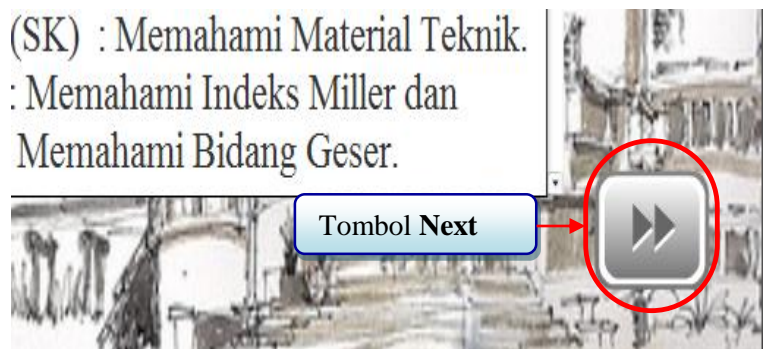 (SK) : Memahami Material Teknik.
: Memahami Indeks Miller dan
Memahami Bidang Geser.
Tombol Next